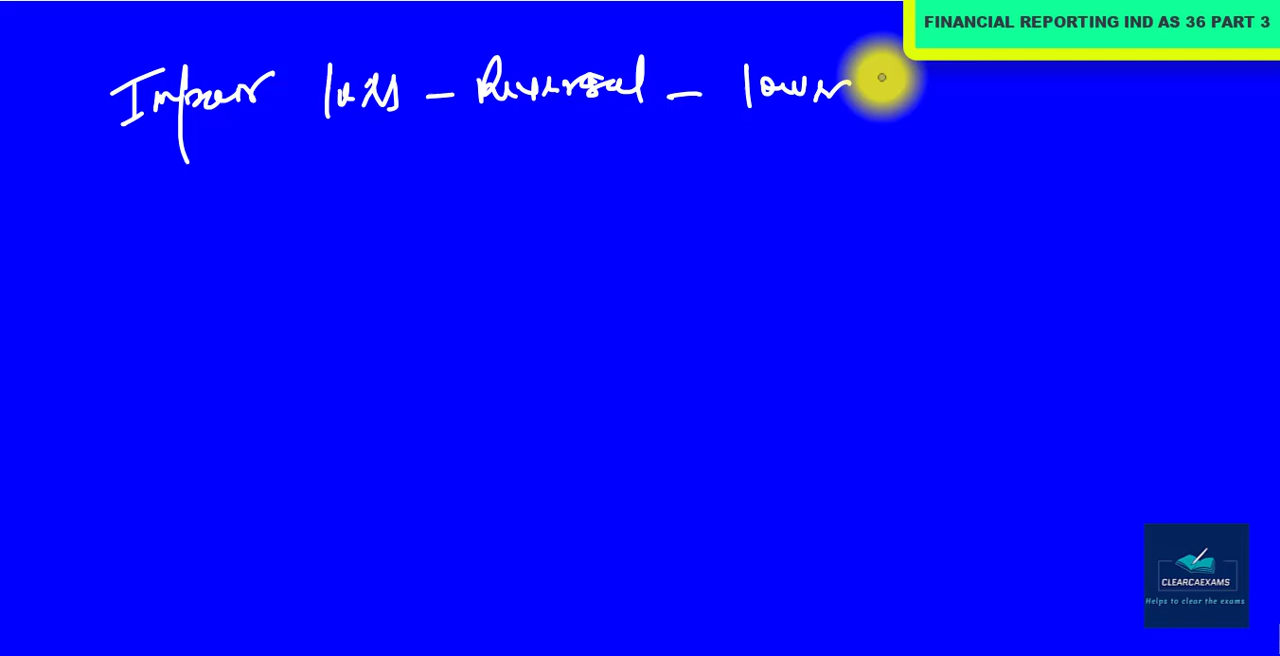 FINANCIAL REPORTING IND AS 36 PART 3
Impair loss - Reversal - lower
CLEARCAEXAMS
Helps to clear the exams